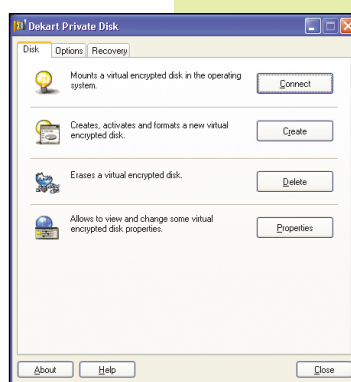 Dekart Private Disk
Disk Options Recovery
Mounts a virtual encrypted disk in the operating
system.
Connect
Creates, activates and formats a new virtual
encrypted disk.
Create
Erases a virtual encrypted disk.
Delete
Allows to view and change some virtual
encrypted disk properties.
Properties
About Help Close